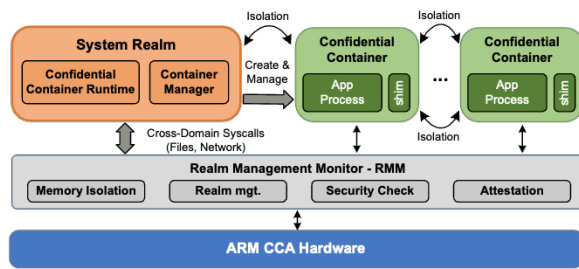 Isolation
Isolation
System Realm
Confidential
Container Runtime
Container
Manager
Create &
Manage
Confidential
Container
App
Process
shim
...
Confidential
Container
App
Process
shim
Isolation
Cross-Domain Syscalls
(Files, Network)
Realm Management Monitor - RMM
Memory Isolation
Realm mgt.
Security Check
Attestation
ARM CCA Hardware